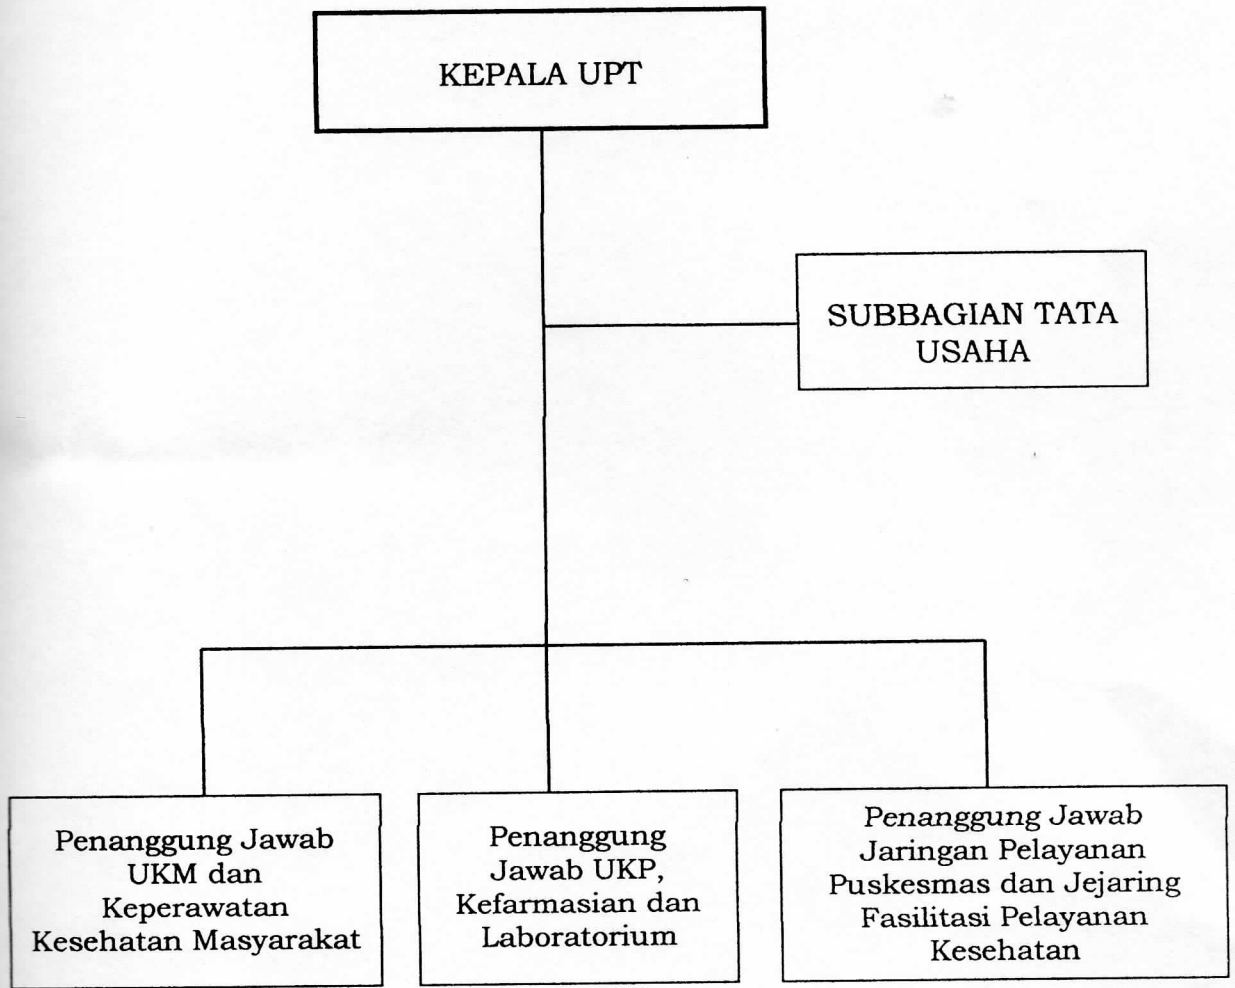 KEPALA UPT
SUBBAGIAN TATA
USAHA
Penanggung Jawab
UKM dan
Keperawatan
Kesehatan Masyarakat
Penanggung
Jawab UKP,
Kefarmasian dan
Laboratorium
Penanggung Jawab
Jaringan Pelayanan
Puskesmas dan Jejaring
Fasilitasi Pelayanan
Kesehatan